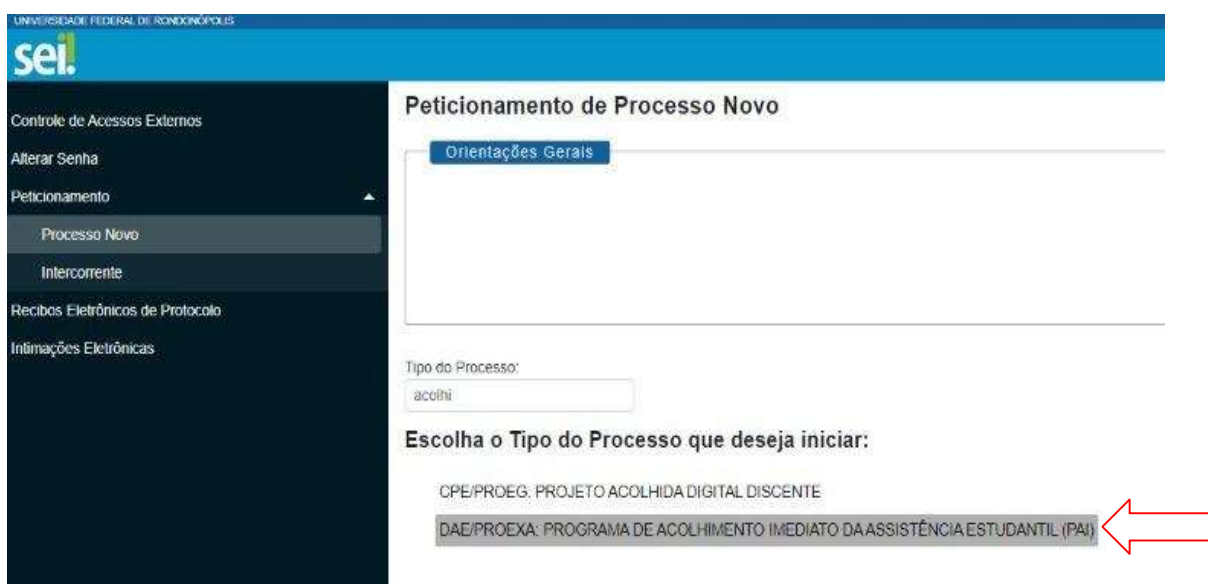 UNIVERSIDADE FEDERAL DE RONDONÓPOLIS
sei!
Controle de Acessos Externos
Alterar Senha
Peticionamento
Processo Novo
Intercorrente
Recibos Eletrônicos de Protocolo
Intimações Eletrônicas
Peticionamento de Processo Novo
Orientações Gerais
Tipo do Processo:
acolhi
Escolha o Tipo do Processo que deseja iniciar:
CPE/PROEG: PROJETO ACOLHIDA DIGITAL DISCENTE
DAE/PROEXA: PROGRAMA DE ACOLHIMENTO IMEDIATO DA ASSISTÊNCIA ESTUDANTIL (PAI)